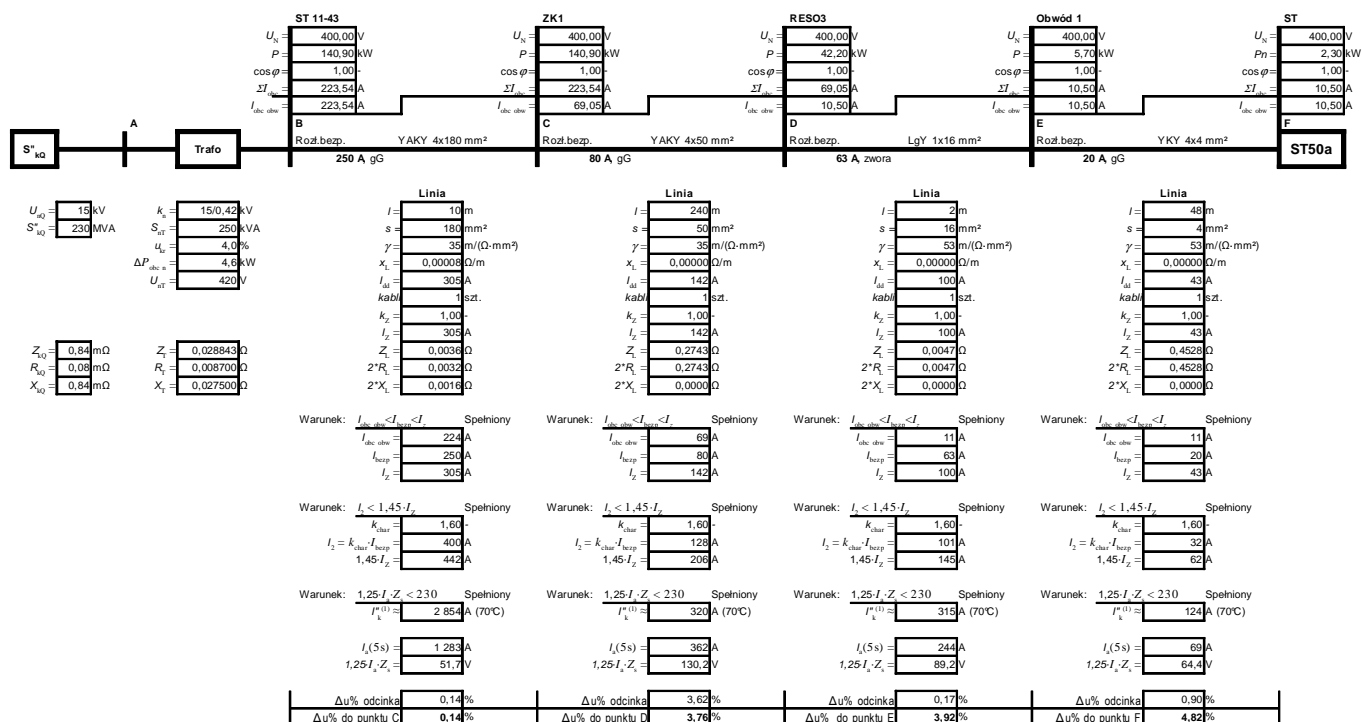 ST 11-43 ZK1 RESO3 Obwód 1 ST
U_N = 400,00 V U_N = 400,00 V U_N = 400,00 V U_N = 400,00 V U_N = 400,00 V
P = 140,90 kW P = 140,90 kW P = 42,20 kW P = 5,70 kW Pn = 2,30 kW
cosφ = 1,00 - cosφ = 1,00 - cosφ = 1,00 - cosφ = 1,00 - cosφ = 1,00 -
ΣI_obc = 223,54 A ΣI_obc = 223,54 A ΣI_obc = 69,05 A ΣI_obc = 10,50 A ΣI_obc = 10,50 A
I_obc obw = 223,54 A I_obc obw = 69,05 A I_obc obw = 10,50 A I_obc obw = 10,50 A I_obc obw = 10,50 A
A B C D E F
S"_kQ Trafo Rozł.bezp. YAKY 4x180 mm² Rozł.bezp. YAKY 4x50 mm² Rozł.bezp. LgY 1x16 mm² Rozł.bezp. YKY 4x4 mm² ST50a
250 A, gG 80 A, gG 63 A, zwora 20 A, gG
Linia Linia Linia Linia
U_nQ = 15 kV k_n = 15/0,42 kV l = 10 m l = 240 m l = 2 m l = 48 m
S"_kQ = 230 MVA S_nT = 250 kVA s = 180 mm² s = 50 mm² s = 16 mm² s = 4 mm²
u_kr = 4,0 % γ = 35 m/(Ω·mm²) γ = 35 m/(Ω·mm²) γ = 53 m/(Ω·mm²) γ = 53 m/(Ω·mm²)
ΔP_obc n = 4,6 kW x_L = 0,00008 Ω/m x_L = 0,00000 Ω/m x_L = 0,00000 Ω/m x_L = 0,00000 Ω/m
U_nT = 420 V I_dd = 305 A I_dd = 142 A I_dd = 100 A I_dd = 43 A
kabli 1 szt. kabli 1 szt. kabli 1 szt. kabli 1 szt.
k_Z = 1,00 - k_Z = 1,00 - k_Z = 1,00 - k_Z = 1,00 -
I_Z = 305 A I_Z = 142 A I_Z = 100 A I_Z = 43 A
Z_kQ = 0,84 mΩ Z_T = 0,028843 Ω Z_L = 0,0036 Ω Z_L = 0,2743 Ω Z_L = 0,0047 Ω Z_L = 0,4528 Ω
R_kQ = 0,08 mΩ R_T = 0,008700 Ω 2*R_L = 0,0032 Ω 2*R_L = 0,2743 Ω 2*R_L = 0,0047 Ω 2*R_L = 0,4528 Ω
X_kQ = 0,84 mΩ X_T = 0,027500 Ω 2*X_L = 0,0016 Ω 2*X_L = 0,0000 Ω 2*X_L = 0,0000 Ω 2*X_L = 0,0000 Ω
Warunek: I_obc obw<I_bezp<I_z Spełniony Warunek: I_obc obw<I_bezp<I_z Spełniony Warunek: I_obc obw<I_bezp<I_z Spełniony Warunek: I_obc obw<I_bezp<I_z Spełniony
I_obc obw = 224 A I_obc obw = 69 A I_obc obw = 11 A I_obc obw = 11 A
I_bezp = 250 A I_bezp = 80 A I_bezp = 63 A I_bezp = 20 A
I_Z = 305 A I_Z = 142 A I_Z = 100 A I_Z = 43 A
Warunek: I_2 < 1,45·I_Z Spełniony Warunek: I_2 < 1,45·I_Z Spełniony Warunek: I_2 < 1,45·I_Z Spełniony Warunek: I_2 < 1,45·I_Z Spełniony
k_char = 1,60 - k_char = 1,60 - k_char = 1,60 - k_char = 1,60 -
I_2 = k_char·I_bezp = 400 A I_2 = k_char·I_bezp = 128 A I_2 = k_char·I_bezp = 101 A I_2 = k_char·I_bezp = 32 A
1,45·I_Z = 442 A 1,45·I_Z = 206 A 1,45·I_Z = 145 A 1,45·I_Z = 62 A
Warunek: 1,25·I_a·Z_s < 230 Spełniony Warunek: 1,25·I_a·Z_s < 230 Spełniony Warunek: 1,25·I_a·Z_s < 230 Spełniony Warunek: 1,25·I_a·Z_s < 230 Spełniony
I"_k^(1) ≈ 2 854 A (70°C) I"_k^(1) ≈ 320 A (70°C) I"_k^(1) ≈ 315 A (70°C) I"_k^(1) ≈ 124 A (70°C)
I_a(5s) = 1 283 A I_a(5s) = 362 A I_a(5s) = 244 A I_a(5s) = 69 A
1,25·I_a·Z_s = 51,7 V 1,25·I_a·Z_s = 130,2 V 1,25·I_a·Z_s = 89,2 V 1,25·I_a·Z_s = 64,4 V
Δu% odcinka 0,14 % Δu% odcinka 3,62 % Δu% odcinka 0,17 % Δu% odcinka 0,90 %
Δu% do punktu C 0,14 % Δu% do punktu D 3,76 % Δu% do punktu E 3,92 % Δu% do punktu F 4,82 %